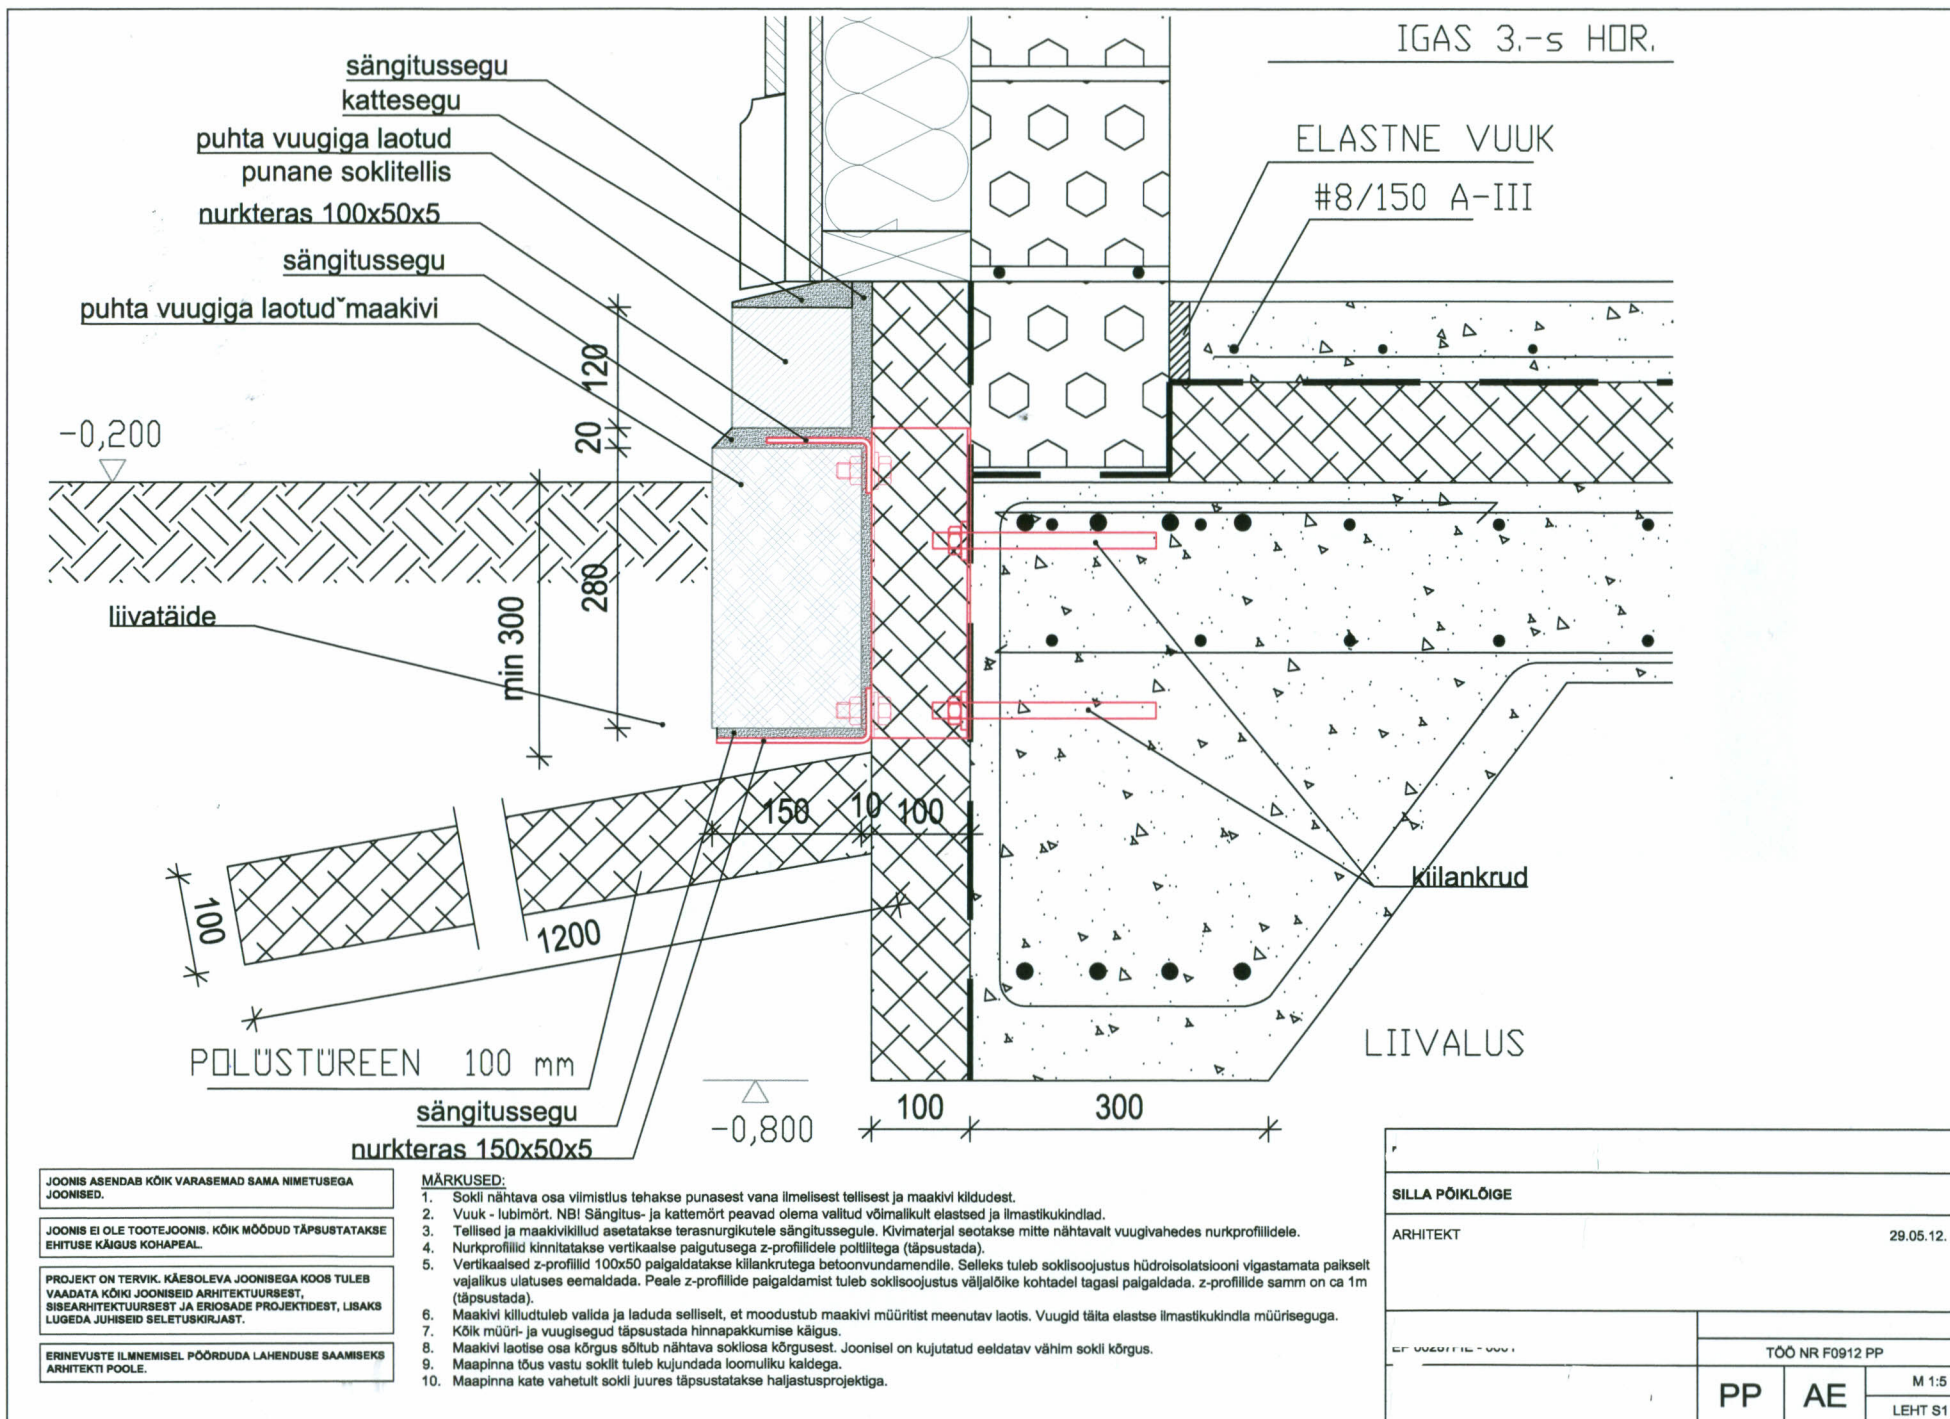 IGAS 3.-s HOR.
sängitussegu
kattesegu
puhta vuugiga laotud
punane soklitellis
nurkteras 100x50x5
sängitussegu
puhta vuugiga laotudˇmaakivi
ELASTNE VUUK
#8/150 A-III
-0,200
120
20
280
min 300
liivatäide
150
10
100
100
1200
kiilankrud
POLÜSTÜREEN 100 mm
LIIVALUS
sängitussegu
nurkteras 150x50x5
-0,800
100
300
JOONIS ASENDAB KÕIK VARASEMAD SAMA NIMETUSEGA
JOONISED.
JOONIS EI OLE TOOTEJOONIS. KÕIK MÕÕDUD TÄPSUSTATAKSE
EHITUSE KÄIGUS KOHAPEAL.
PROJEKT ON TERVIK. KÄESOLEVA JOONISEGA KOOS TULEB
VAADATA KÕIKI JOONISEID ARHITEKTUURSEST,
SISEARHITEKTUURSEST JA ERIOSADE PROJEKTIDEST, LISAKS
LUGEDA JUHISEID SELETUSKIRJAST.
ERINEVUSTE ILMNEMISEL PÖÖRDUDA LAHENDUSE SAAMISEKS
ARHITEKTI POOLE.
MÄRKUSED:
1. Sokli nähtava osa viimistlus tehakse punasest vana ilmelisest tellisest ja maakivi kildudest.
2. Vuuk - lubimört. NB! Sängitus- ja kattemört peavad olema valitud võimalikult elastsed ja ilmastikukindlad.
3. Tellised ja maakivikillud asetatakse terasnurgikutele sängitussegule. Kivimaterjal seotakse mitte nähtavalt vuugivahedes nurkprofiilidele.
4. Nurkprofiilid kinnitatakse vertikaalse paigutusega z-profiilidele poltliitega (täpsustada).
5. Vertikaalsed z-profiilid 100x50 paigaldatakse kiilankrutega betoonvundamendile. Selleks tuleb soklisoojustus hüdroisolatsiooni vigastamata paikselt
vajalikus ulatuses eemaldada. Peale z-profiilide paigaldamist tuleb soklisoojustus väljalõike kohtadel tagasi paigaldada. z-profiilide samm on ca 1m
(täpsustada).
6. Maakivi killudtuleb valida ja laduda selliselt, et moodustub maakivi müüritist meenutav laotis. Vuugid täita elastse ilmastikukindla müüriseguga.
7. Kõik müüri- ja vuugisegud täpsustada hinnapakkumise käigus.
8. Maakivi laotise osa kõrgus sõltub nähtava sokliosa kõrgusest. Joonisel on kujutatud eeldatav vähim sokli kõrgus.
9. Maapinna tõus vastu soklit tuleb kujundada loomuliku kaldega.
10. Maapinna kate vahetult sokli juures täpsustatakse haljastusprojektiga.
SILLA PÕIKLÕIGE
ARHITEKT 29.05.12.
TÖÖ NR F0912 PP
PP AE
M 1:5
LEHT S1